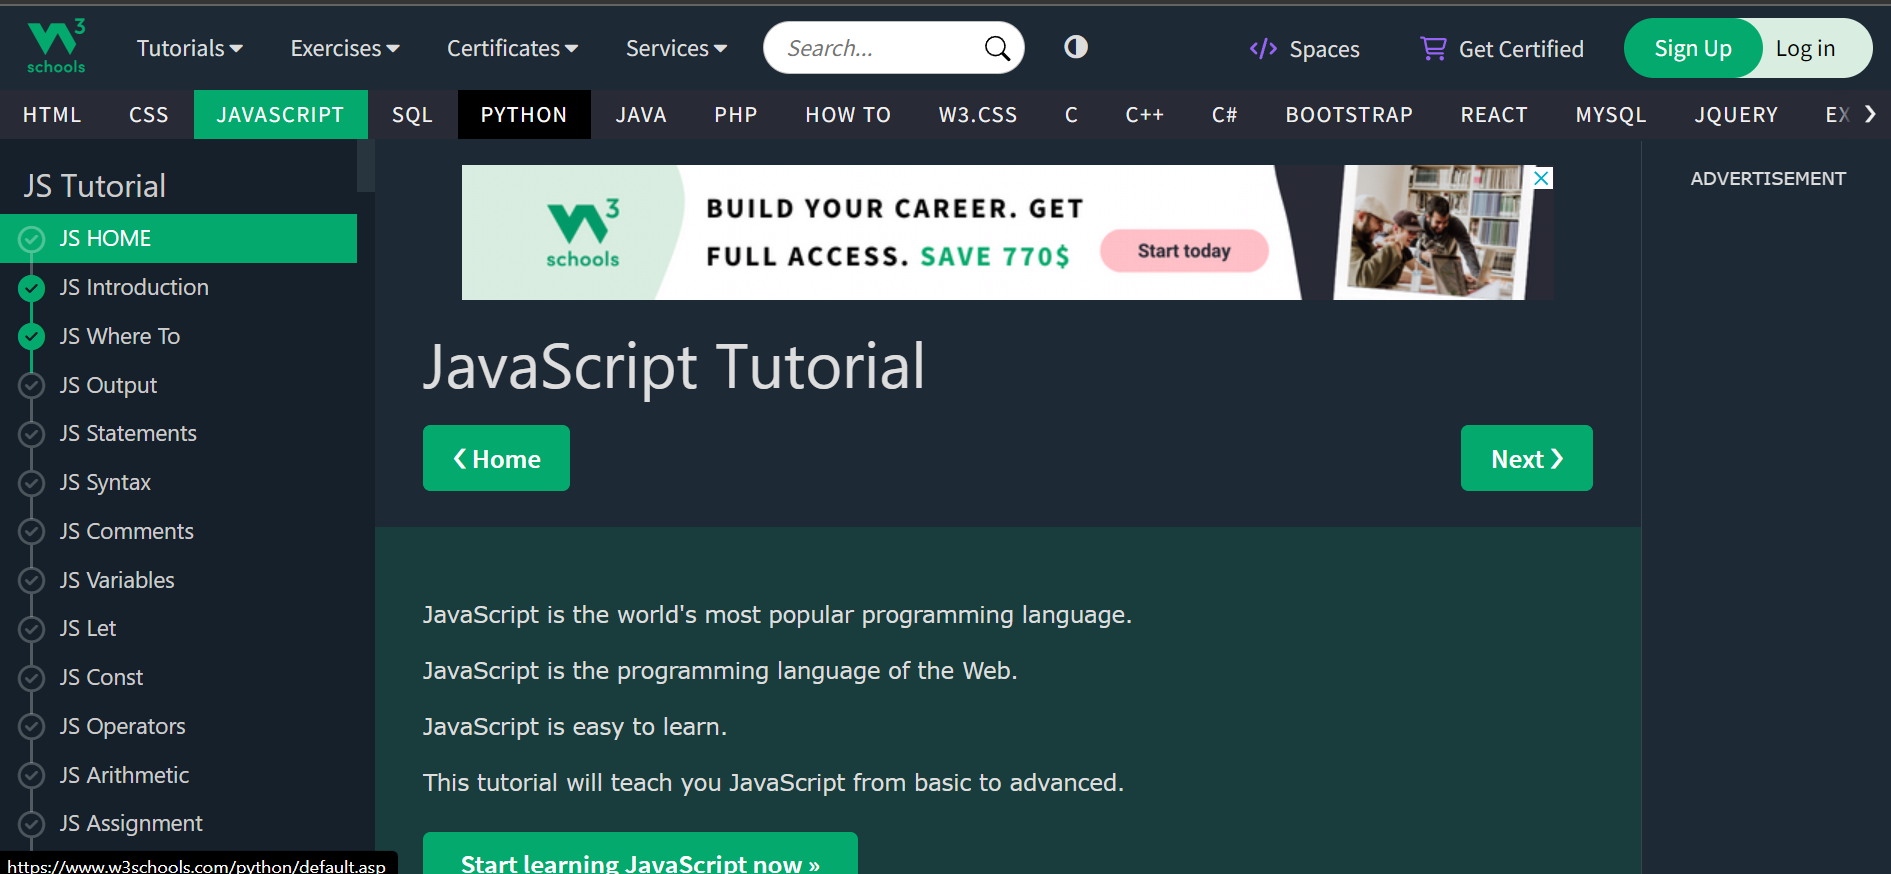 W3 schools
Tutorials Exercises Certificates Services Search... Spaces Get Certified Sign Up Log in
HTML CSS JAVASCRIPT SQL PYTHON JAVA PHP HOW TO W3.CSS C C++ C# BOOTSTRAP REACT MYSQL JQUERY EX
JS Tutorial
JS HOME
JS Introduction
JS Where To
JS Output
JS Statements
JS Syntax
JS Comments
JS Variables
JS Let
JS Const
JS Operators
JS Arithmetic
JS Assignment
https://www.w3schools.com/python/default.asp
W3 schools
BUILD YOUR CAREER. GET
FULL ACCESS. SAVE 770$
Start today
ADVERTISEMENT
JavaScript Tutorial
❮ Home Next ❯
JavaScript is the world's most popular programming language.
JavaScript is the programming language of the Web.
JavaScript is easy to learn.
This tutorial will teach you JavaScript from basic to advanced.
Start learning JavaScript now »